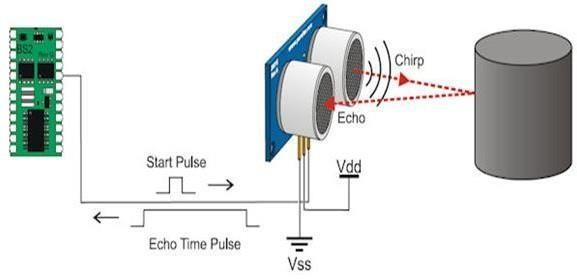 BS2
Chirp
Echo
Start Pulse
Vdd
Echo Time Pulse
Vss